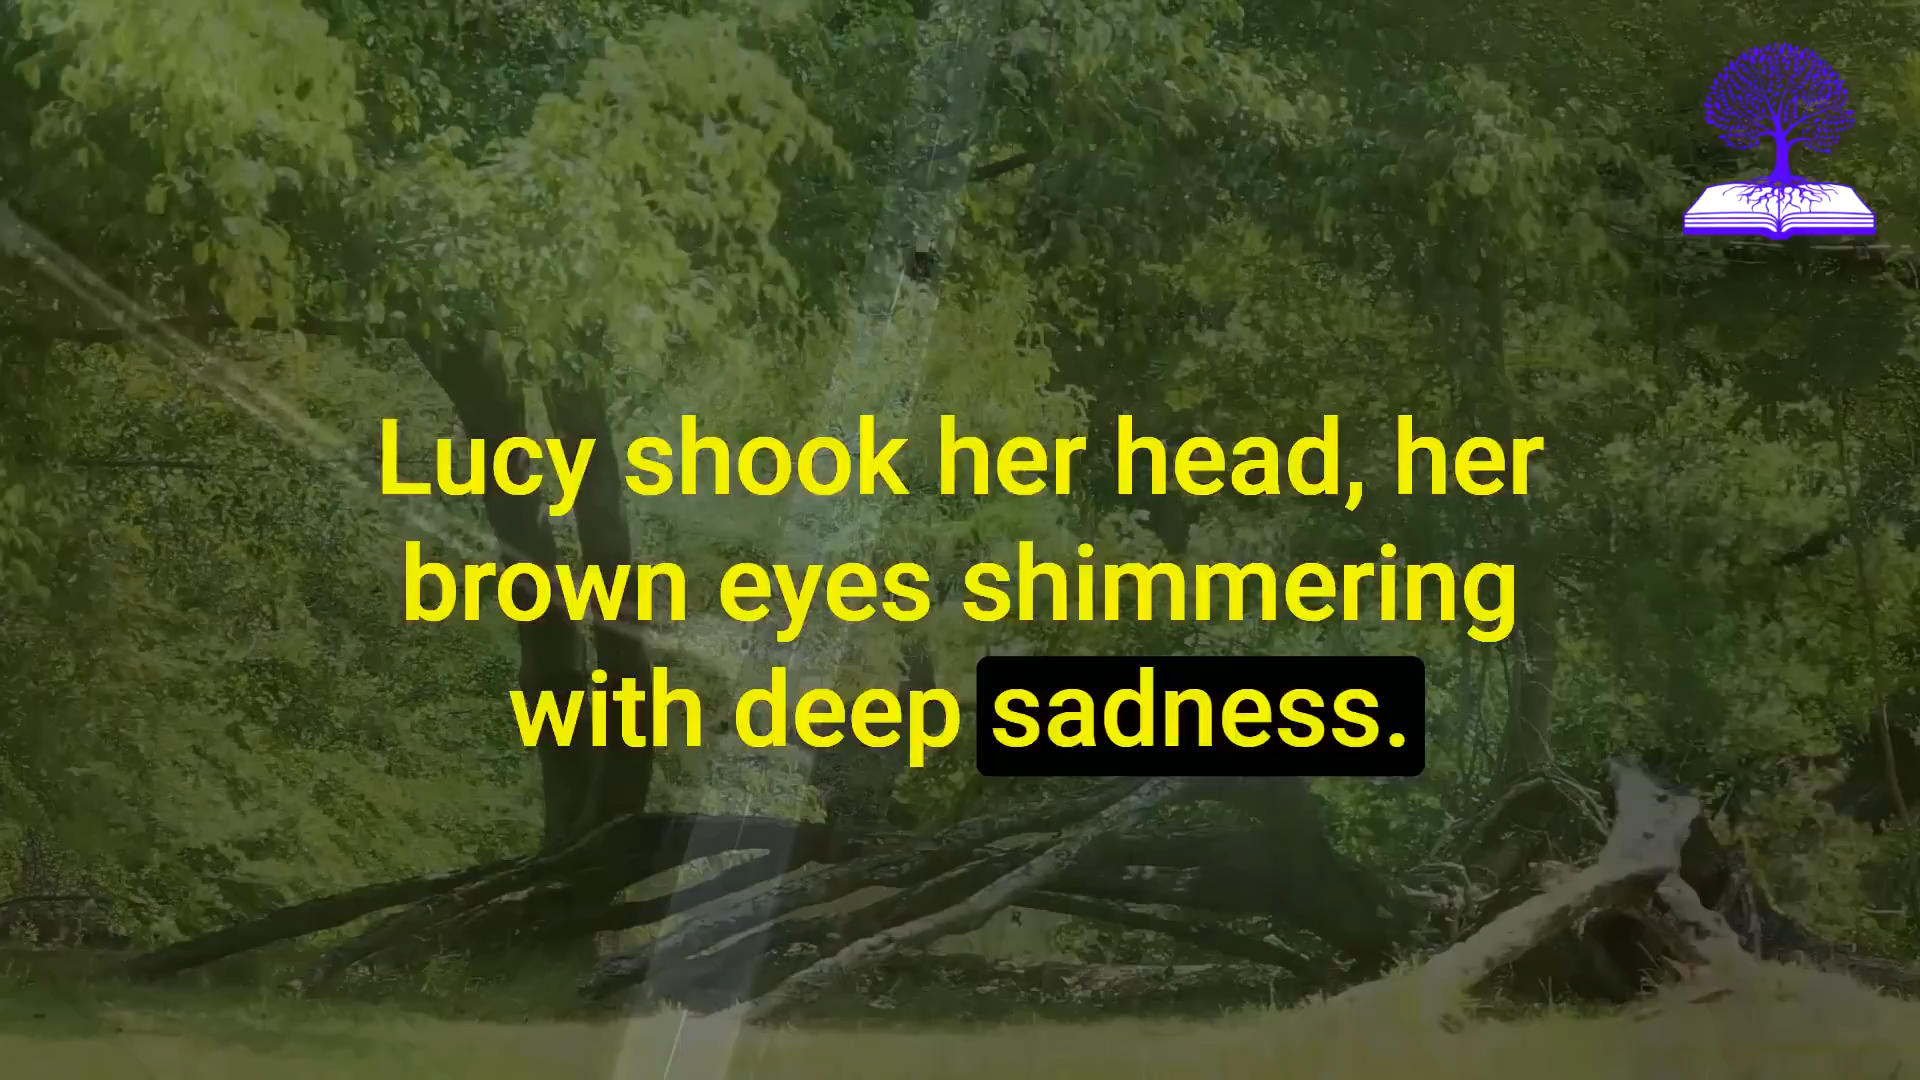 Lucy shook her head, her
brown eyes shimmering
with deep sadness.